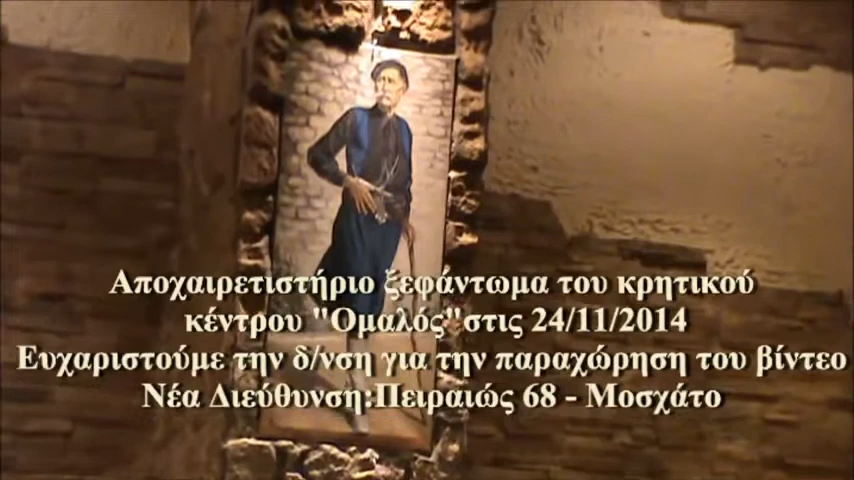 Αποχαιρετιστήριο ξεφάντωμα του κρητικού
κέντρου "Ομαλός"στις 24/11/2014
Ευχαριστούμε την δ/νση για την παραχώρηση του βίντεο
Νέα Διεύθυνση:Πειραιώς 68 - Μοσχάτο